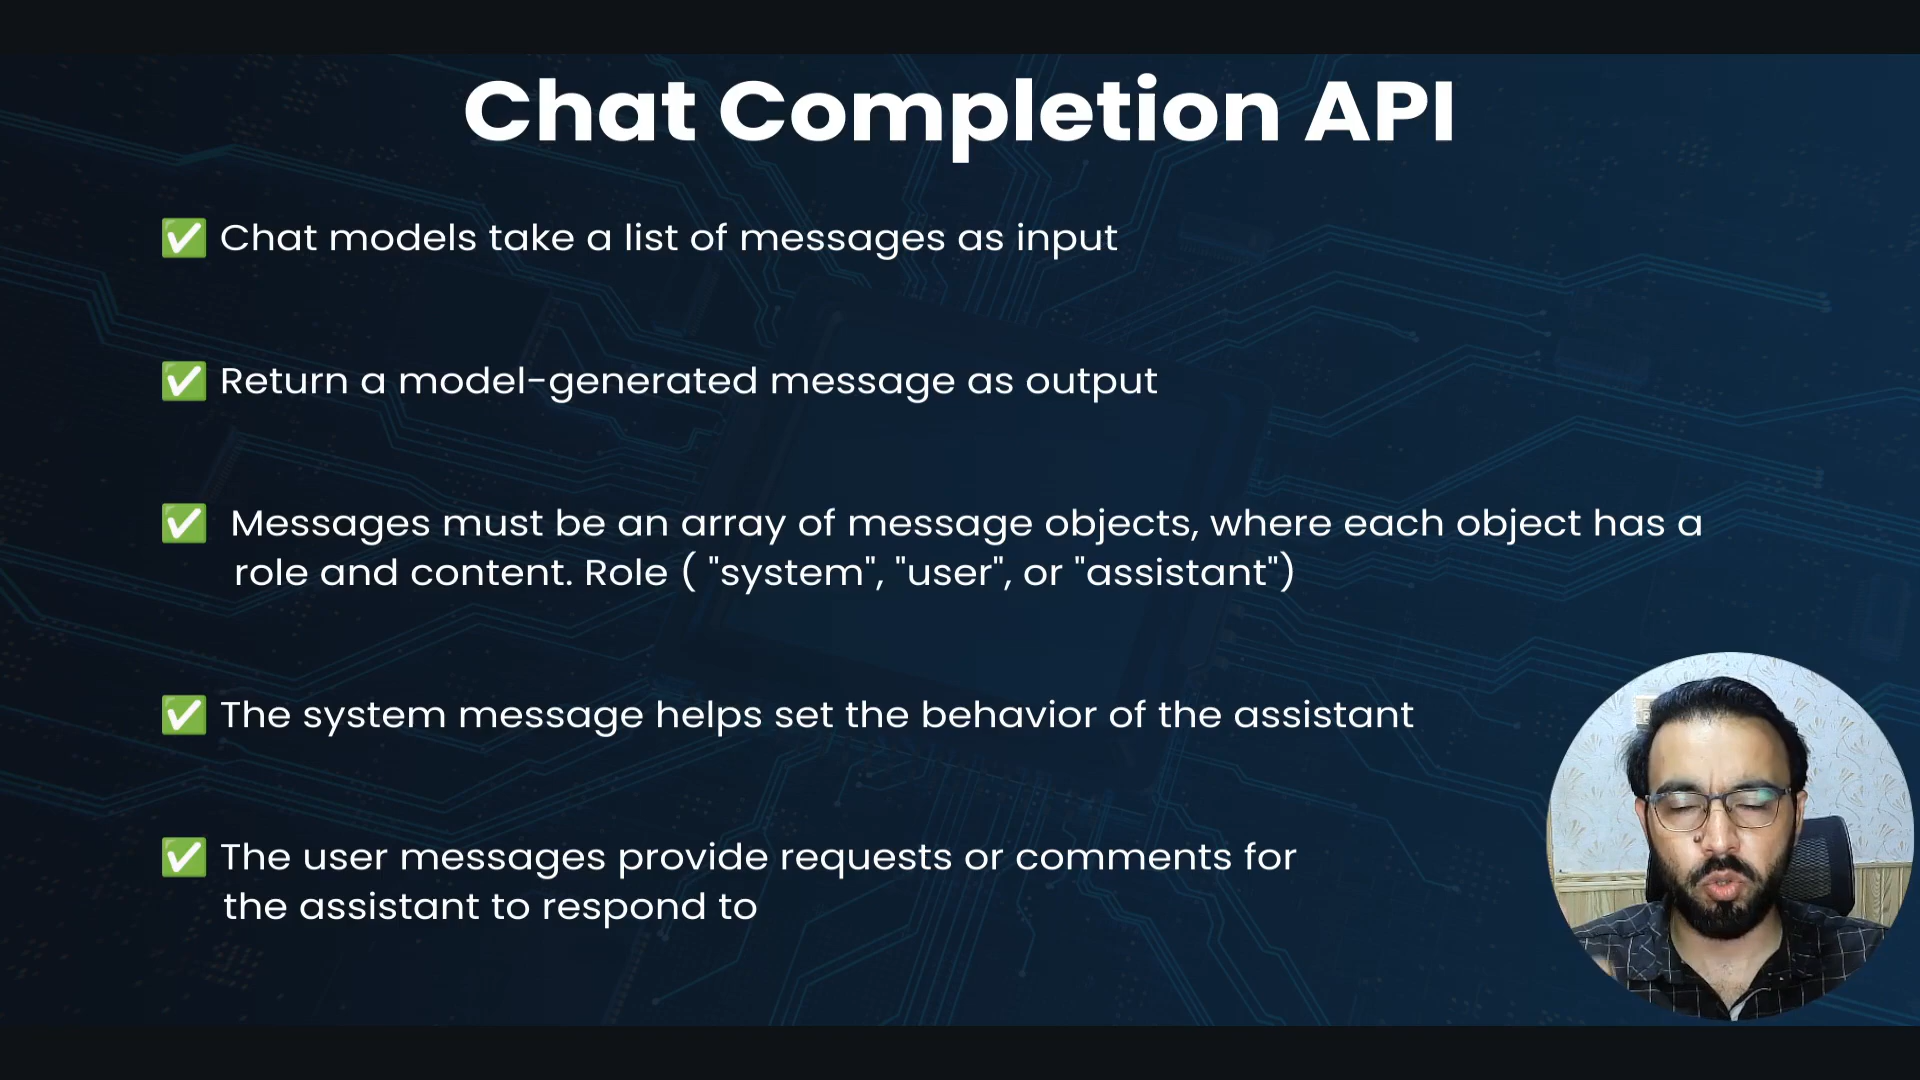 Chat Completion API
✅ Chat models take a list of messages as input
✅ Return a model-generated message as output
✅ Messages must be an array of message objects, where each object has a
role and content. Role ( "system", "user", or "assistant")
✅ The system message helps set the behavior of the assistant
✅ The user messages provide requests or comments for
the assistant to respond to